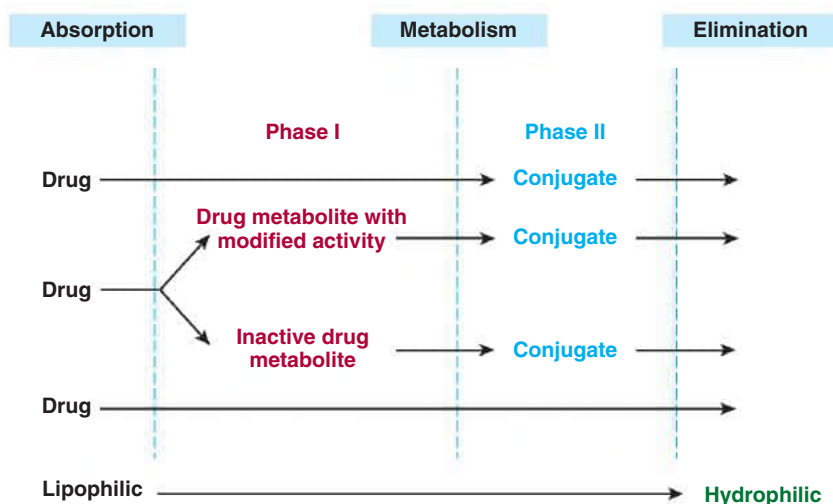 Absorption Metabolism Elimination
Phase I Phase II
Drug Conjugate
Drug metabolite with
modified activity Conjugate
Drug
Inactive drug
metabolite Conjugate
Drug
Lipophilic Hydrophilic